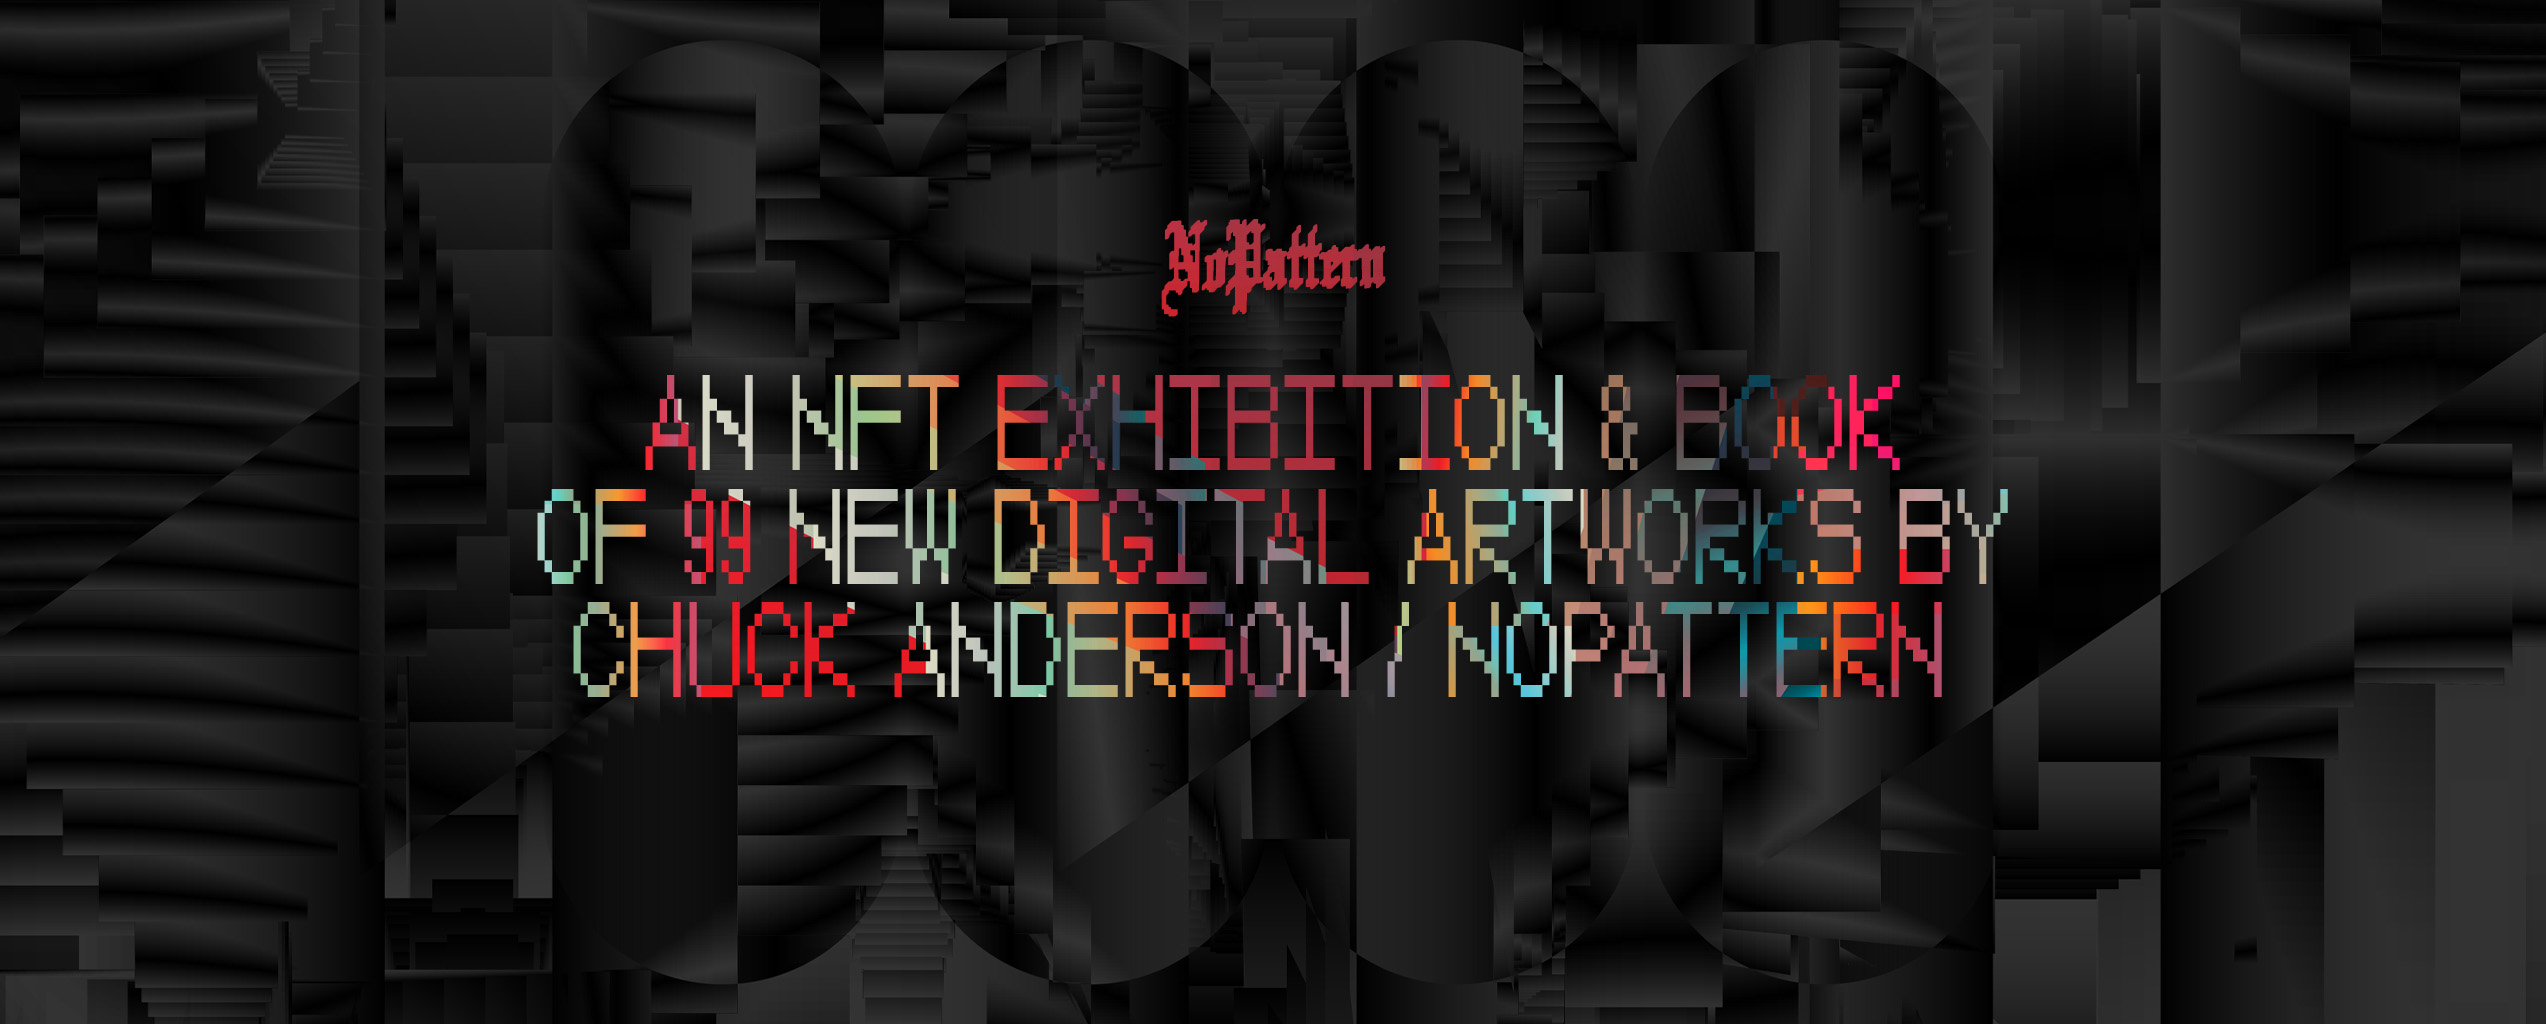 NoPattern
AN NFT EXHIBITION & BOOK
OF 99 NEW DIGITAL ARTWORKS BY
CHUCK ANDERSON / NOPATTERN